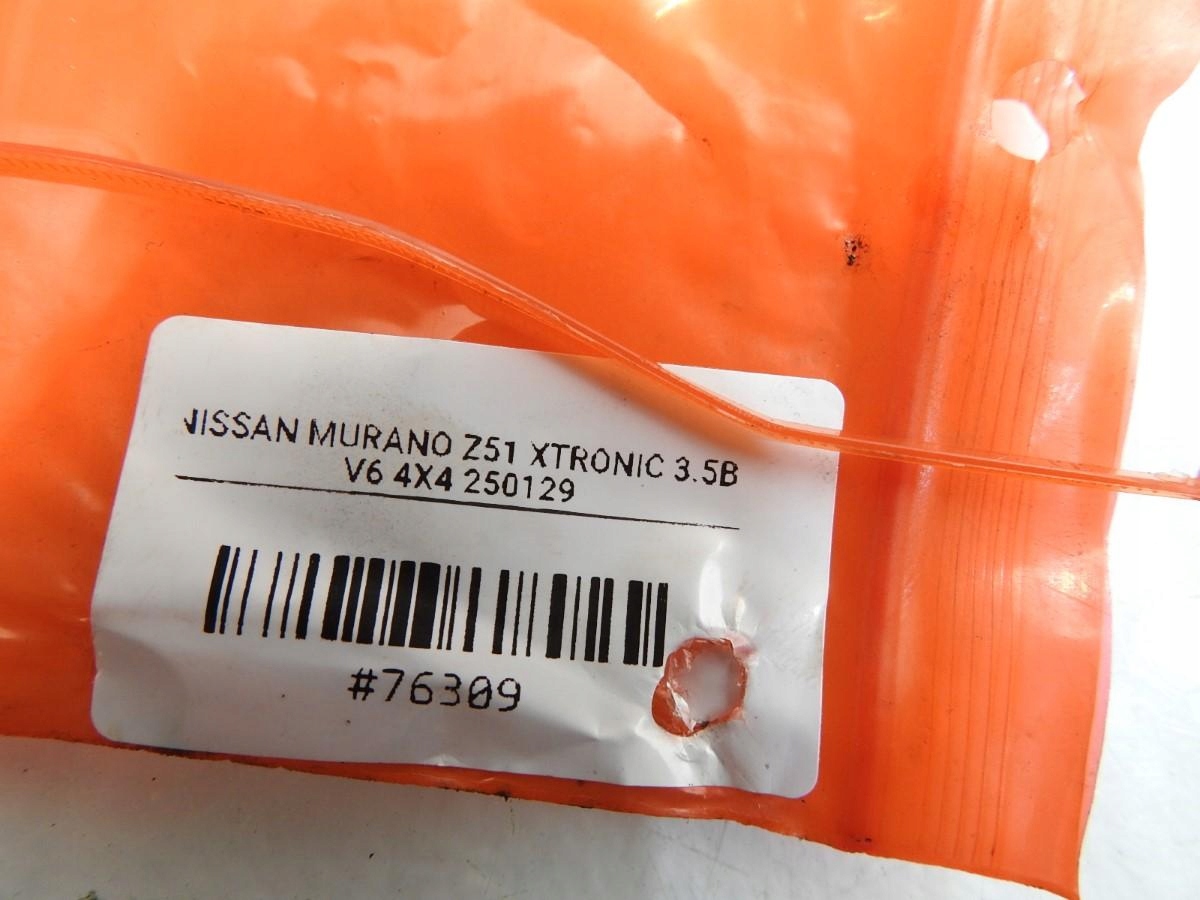 NISSAN MURANO Z51 XTRONIC 3.5B
V6 4X4 250129
#76309